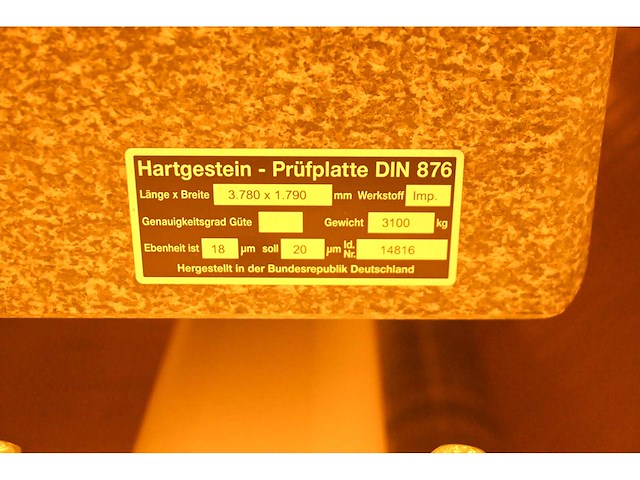 Hartgestein - Prüfplatte DIN 876
Länge x Breite 3.780 x 1.790 mm Werkstoff Imp.
Genauigkeitsgrad Güte Gewicht 3100 kg
Ebenheit ist 18 µm soll 20 µm Id. Nr. 14816
Hergestellt in der Bundesrepublik Deutschland